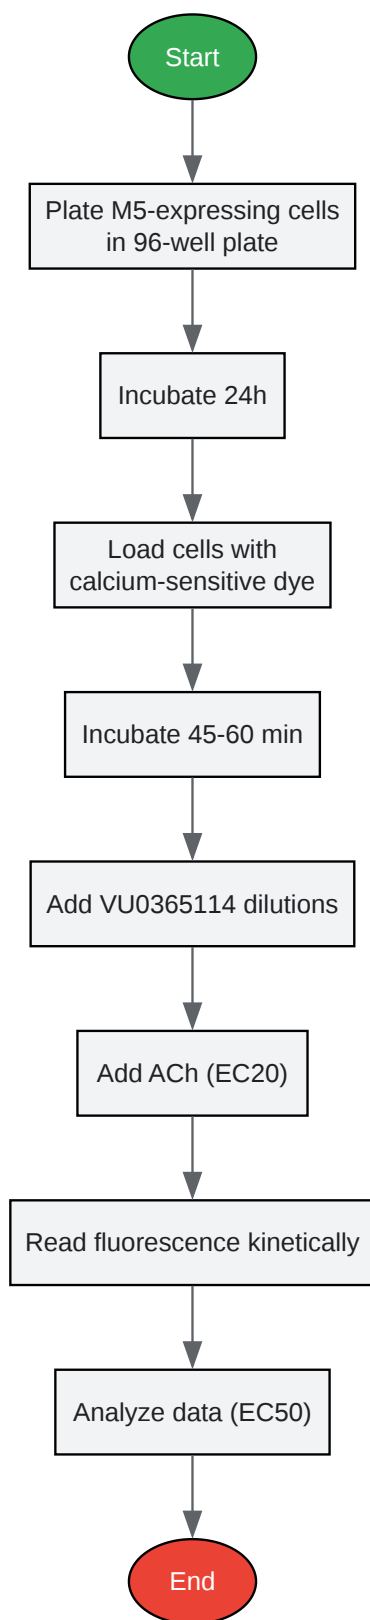 Start
Plate M5-expressing cells
in 96-well plate
Incubate 24h
Load cells with
calcium-sensitive dye
Incubate 45-60 min
Add VU0365114 dilutions
Add ACh (EC20)
Read fluorescence kinetically
Analyze data (EC50)
End